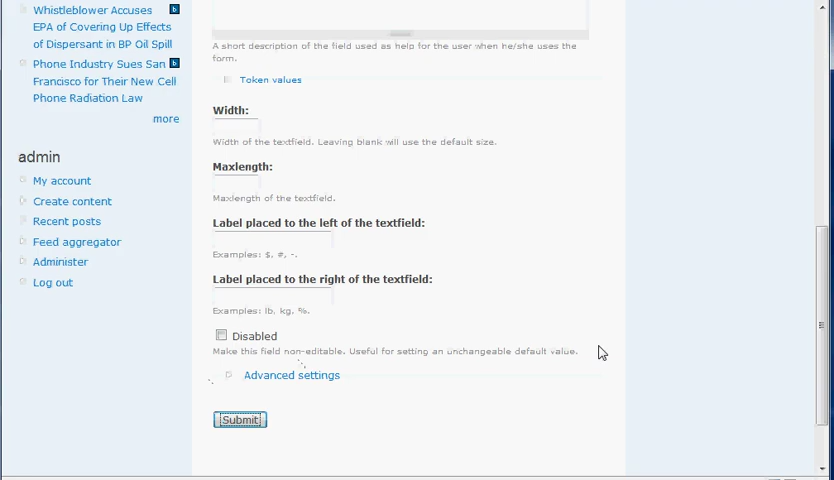 Whistleblower Accuses
EPA of Covering Up Effects
of Dispersant in BP Oil Spill
Phone Industry Sues San
Francisco for Their New Cell
Phone Radiation Law
more
admin
My account
Create content
Recent posts
Feed aggregator
Administer
Log out
A short description of the field used as help for the user when he/she uses the
form.
Token values
Width:
Width of the textfield. Leaving blank will use the default size.
Maxlength:
Maxlength of the textfield.
Label placed to the left of the textfield:
Examples: $, #, -.
Label placed to the right of the textfield:
Examples: lb, kg, %.
Disabled
Make this field non-editable. Useful for setting an unchangeable default value.
Advanced settings
Submit